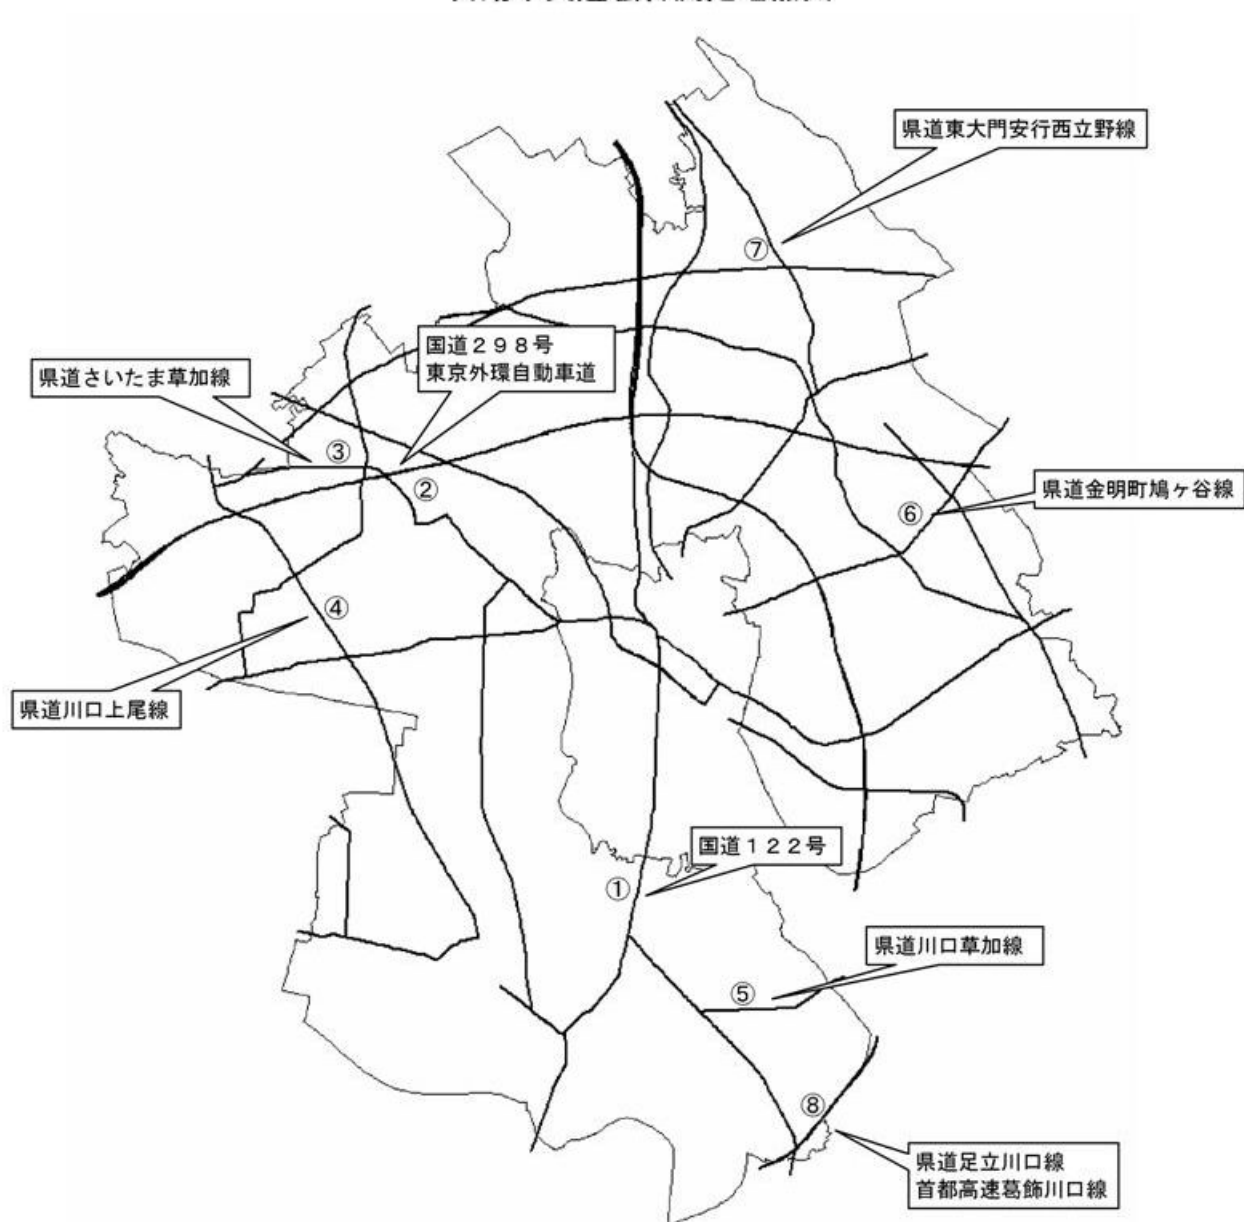 県道東大門安行西立野線
⑦
国道２９８号
東京外環自動車道
県道さいたま草加線
③
②
県道金明町鳩ヶ谷線
⑥
④
県道川口上尾線
国道１２２号
①
県道川口草加線
⑤
⑧
県道足立川口線
首都高速葛飾川口線